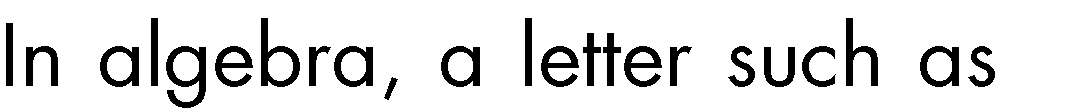 In algebra, a letter such as